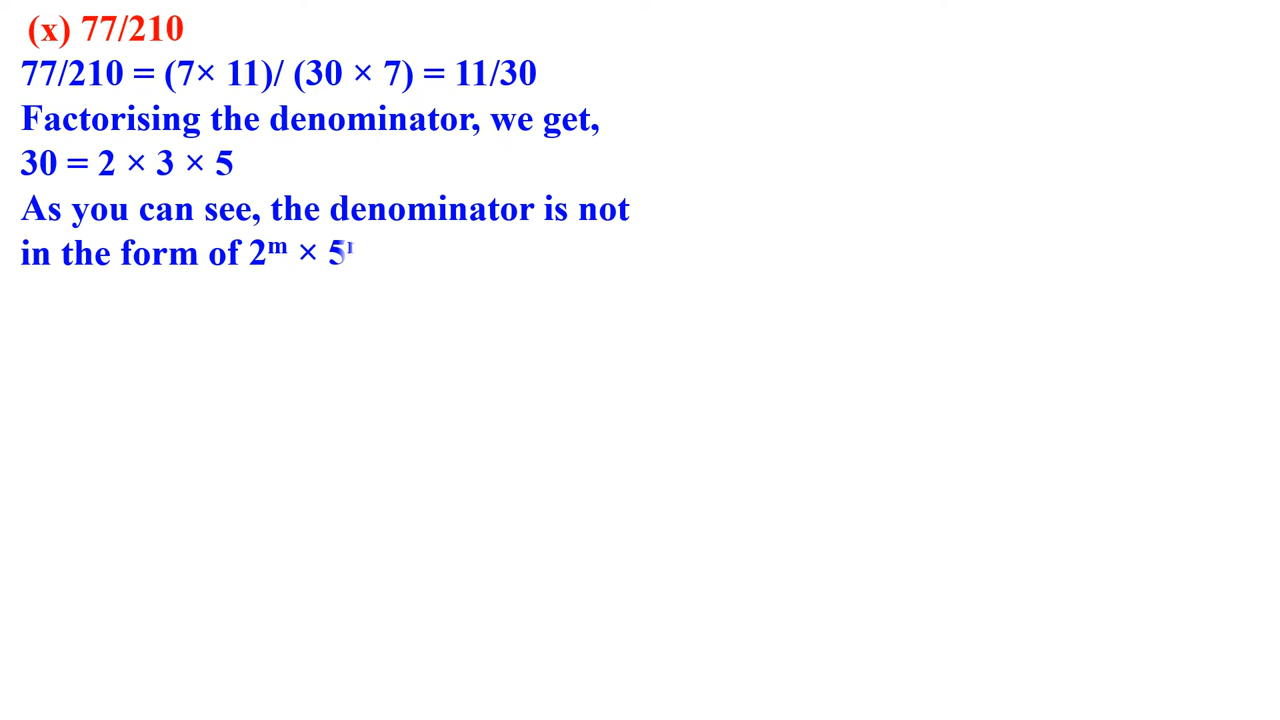 (x) 77/210
77/210 = (7× 11)/ (30 × 7) = 11/30
Factorising the denominator, we get,
30 = 2 × 3 × 5
As you can see, the denominator is not
in the form of 2ᵐ × 5